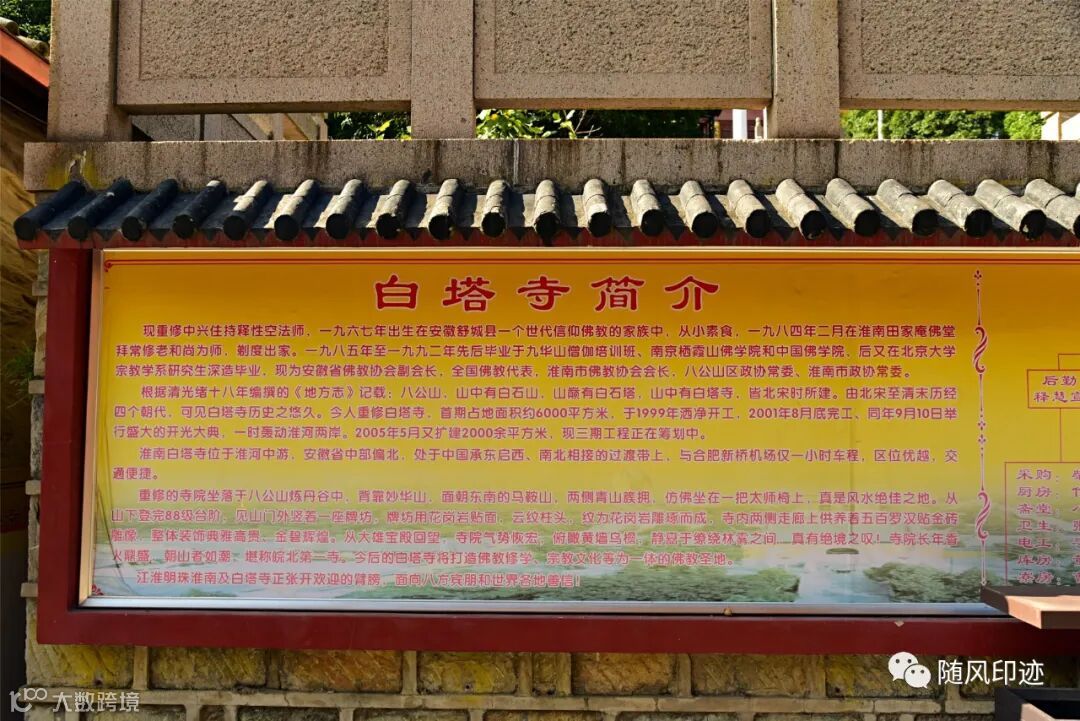 白塔寺简介
现重修中兴住持释性空法师，一九六七年出生在安徽舒城县一个世代信仰佛教的家族中，从小素食，一九八四年二月在淮南田家庵佛堂
拜常修老和尚为师，剃度出家。一九八五年至一九九二年先后毕业于九华山僧伽培训班、南京栖霞山佛学院和中国佛学院，后又在北京大学
宗教学系研究生深造毕业，现为安徽省佛教协会副会长，全国佛教代表，淮南市佛教协会会长，八公山区政协常委、淮南市政协常委。
根据清光绪十八年编撰的《地方志》记载：八公山，山中有白石山，山巅有白石塔，山中有白塔寺，皆北宋时所建。由北宋至清末历经
四个朝代，可见白塔寺历史之悠久。今人重修白塔寺，首期占地面积约6000平方米，于1999年洒净开工，2001年8月底完工、同年9月10日举
行盛大的开光大典，一时轰动淮河两岸。2005年5月又扩建2000余平方米，现三期工程正在筹划中。
淮南白塔寺位于淮河中游，安徽省中部偏北，处于中国承东启西、南北相接的过渡带上，与合肥新桥机场仅一小时车程，区位优越，交
通便捷。
重修的寺院坐落于八公山炼丹谷中，背靠妙华山，面朝东南的马鞍山，两侧青山簇拥，仿佛坐在一把太师椅上，真是风水绝佳之地。从
山下登完88级台阶，见山门外竖着一座牌坊，牌坊用花岗岩贴面，云纹柱头，纹为花岗岩雕琢而成，寺内两侧走廊上供养着五百罗汉贴金砖
雕像，整体装饰典雅高贵、金碧辉煌。从大雄宝殿回望，寺院气势恢宏；俯瞰黄墙乌檩，静悬于缭绕林雾之间，真有绝境之叹！寺院长年香
火鼎盛，朝山者如潮，堪称皖北第一寺。今后的白塔寺将打造佛教修学、宗教文化等为一体的佛教圣地。
江淮明珠淮南及白塔寺正张开欢迎的臂膀，面向八方宾朋和世界各地善信！
后勤
释慧宣
采购：
厨房：
斋堂：
卫生：
电工：
库房：
素席：
随风印迹
大数跨境